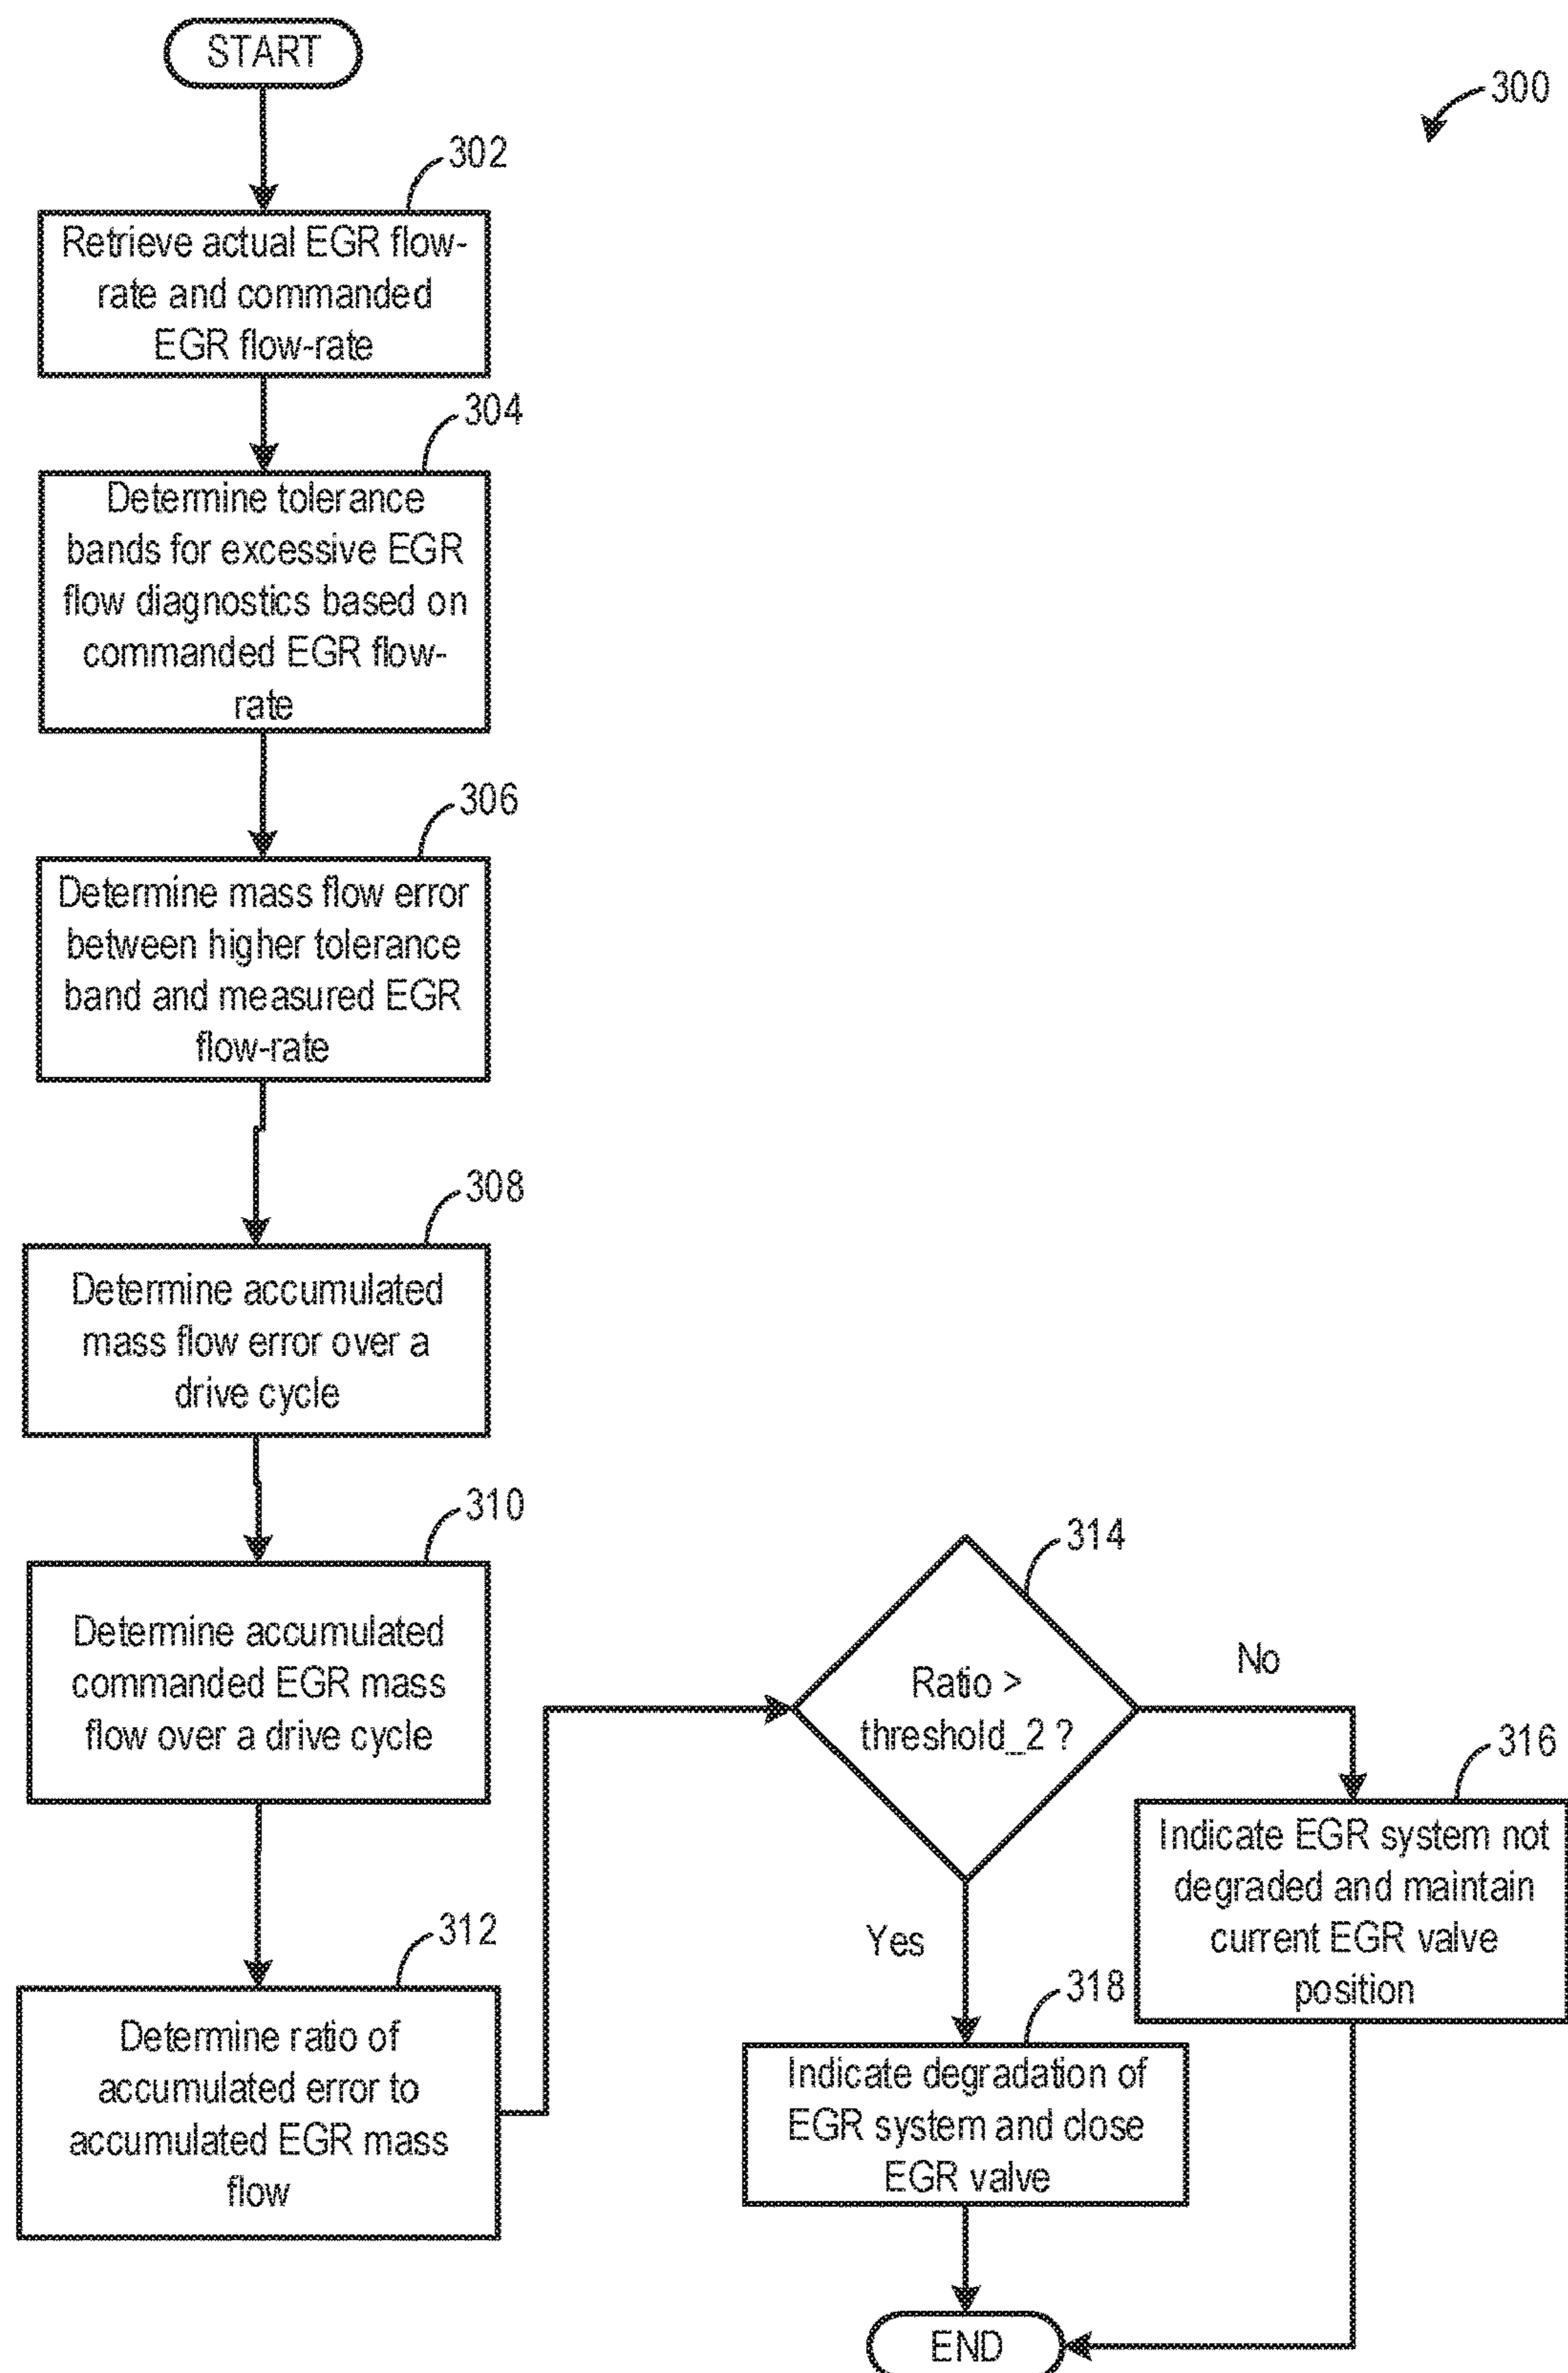 START
300
302
Retrieve actual EGR flow-
rate and commanded
EGR flow-rate
304
Determine tolerance
bands for excessive EGR
flow diagnostics based on
commanded EGR flow-
rate
306
Determine mass flow error
between higher tolerance
band and measured EGR
flow-rate
308
Determine accumulated
mass flow error over a
drive cycle
310
Determine accumulated
commanded EGR mass
flow over a drive cycle
312
Determine ratio of
accumulated error to
accumulated EGR mass
flow
314
Ratio >
threshold_2 ?
No
316
Indicate EGR system not
degraded and maintain
current EGR valve
position
Yes
318
Indicate degradation of
EGR system and close
EGR valve
END